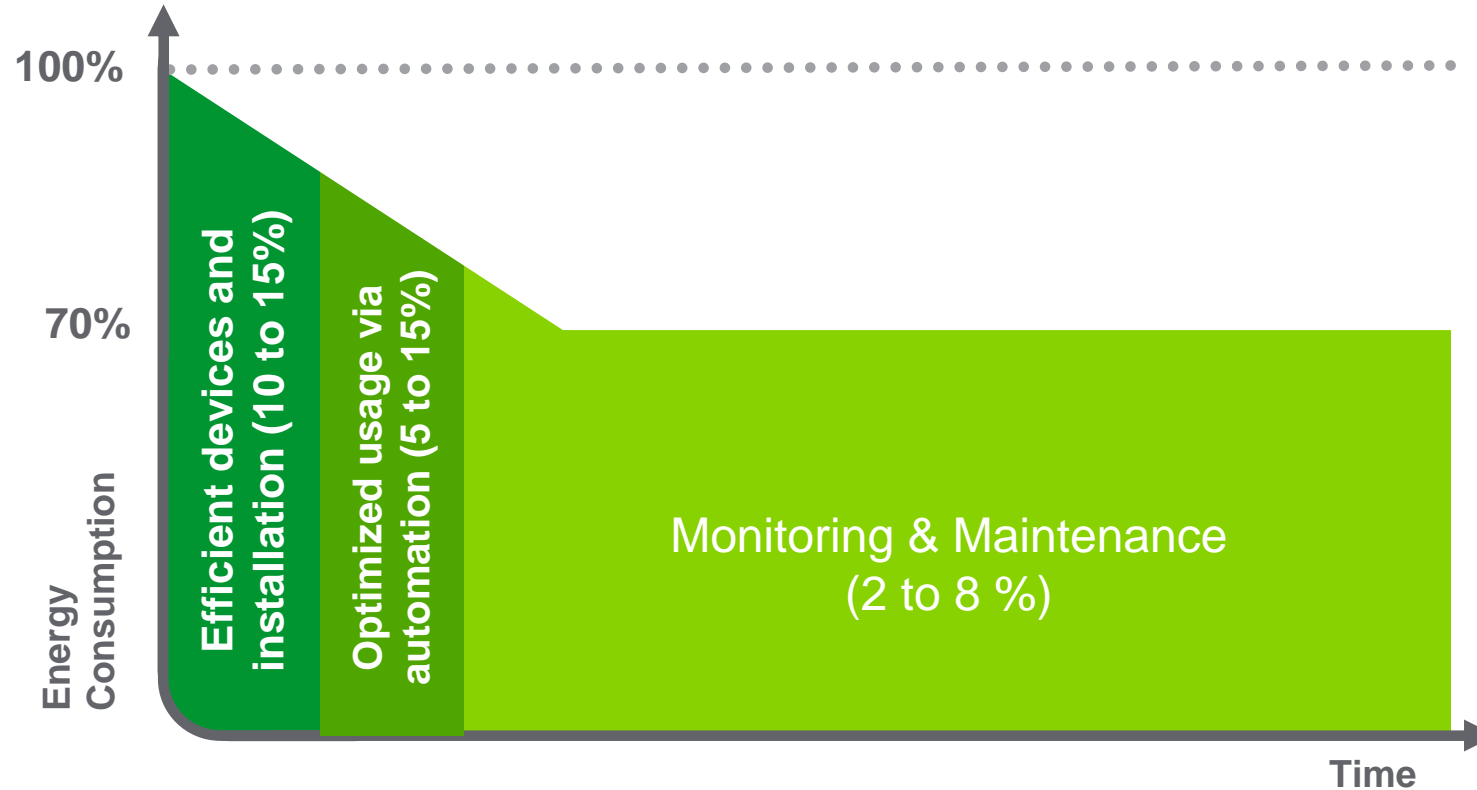 100%
70%
Energy
Consumption
Efficient devices and
installation (10 to 15%)
Optimized usage via
automation (5 to 15%)
Monitoring & Maintenance
(2 to 8 %)
Time